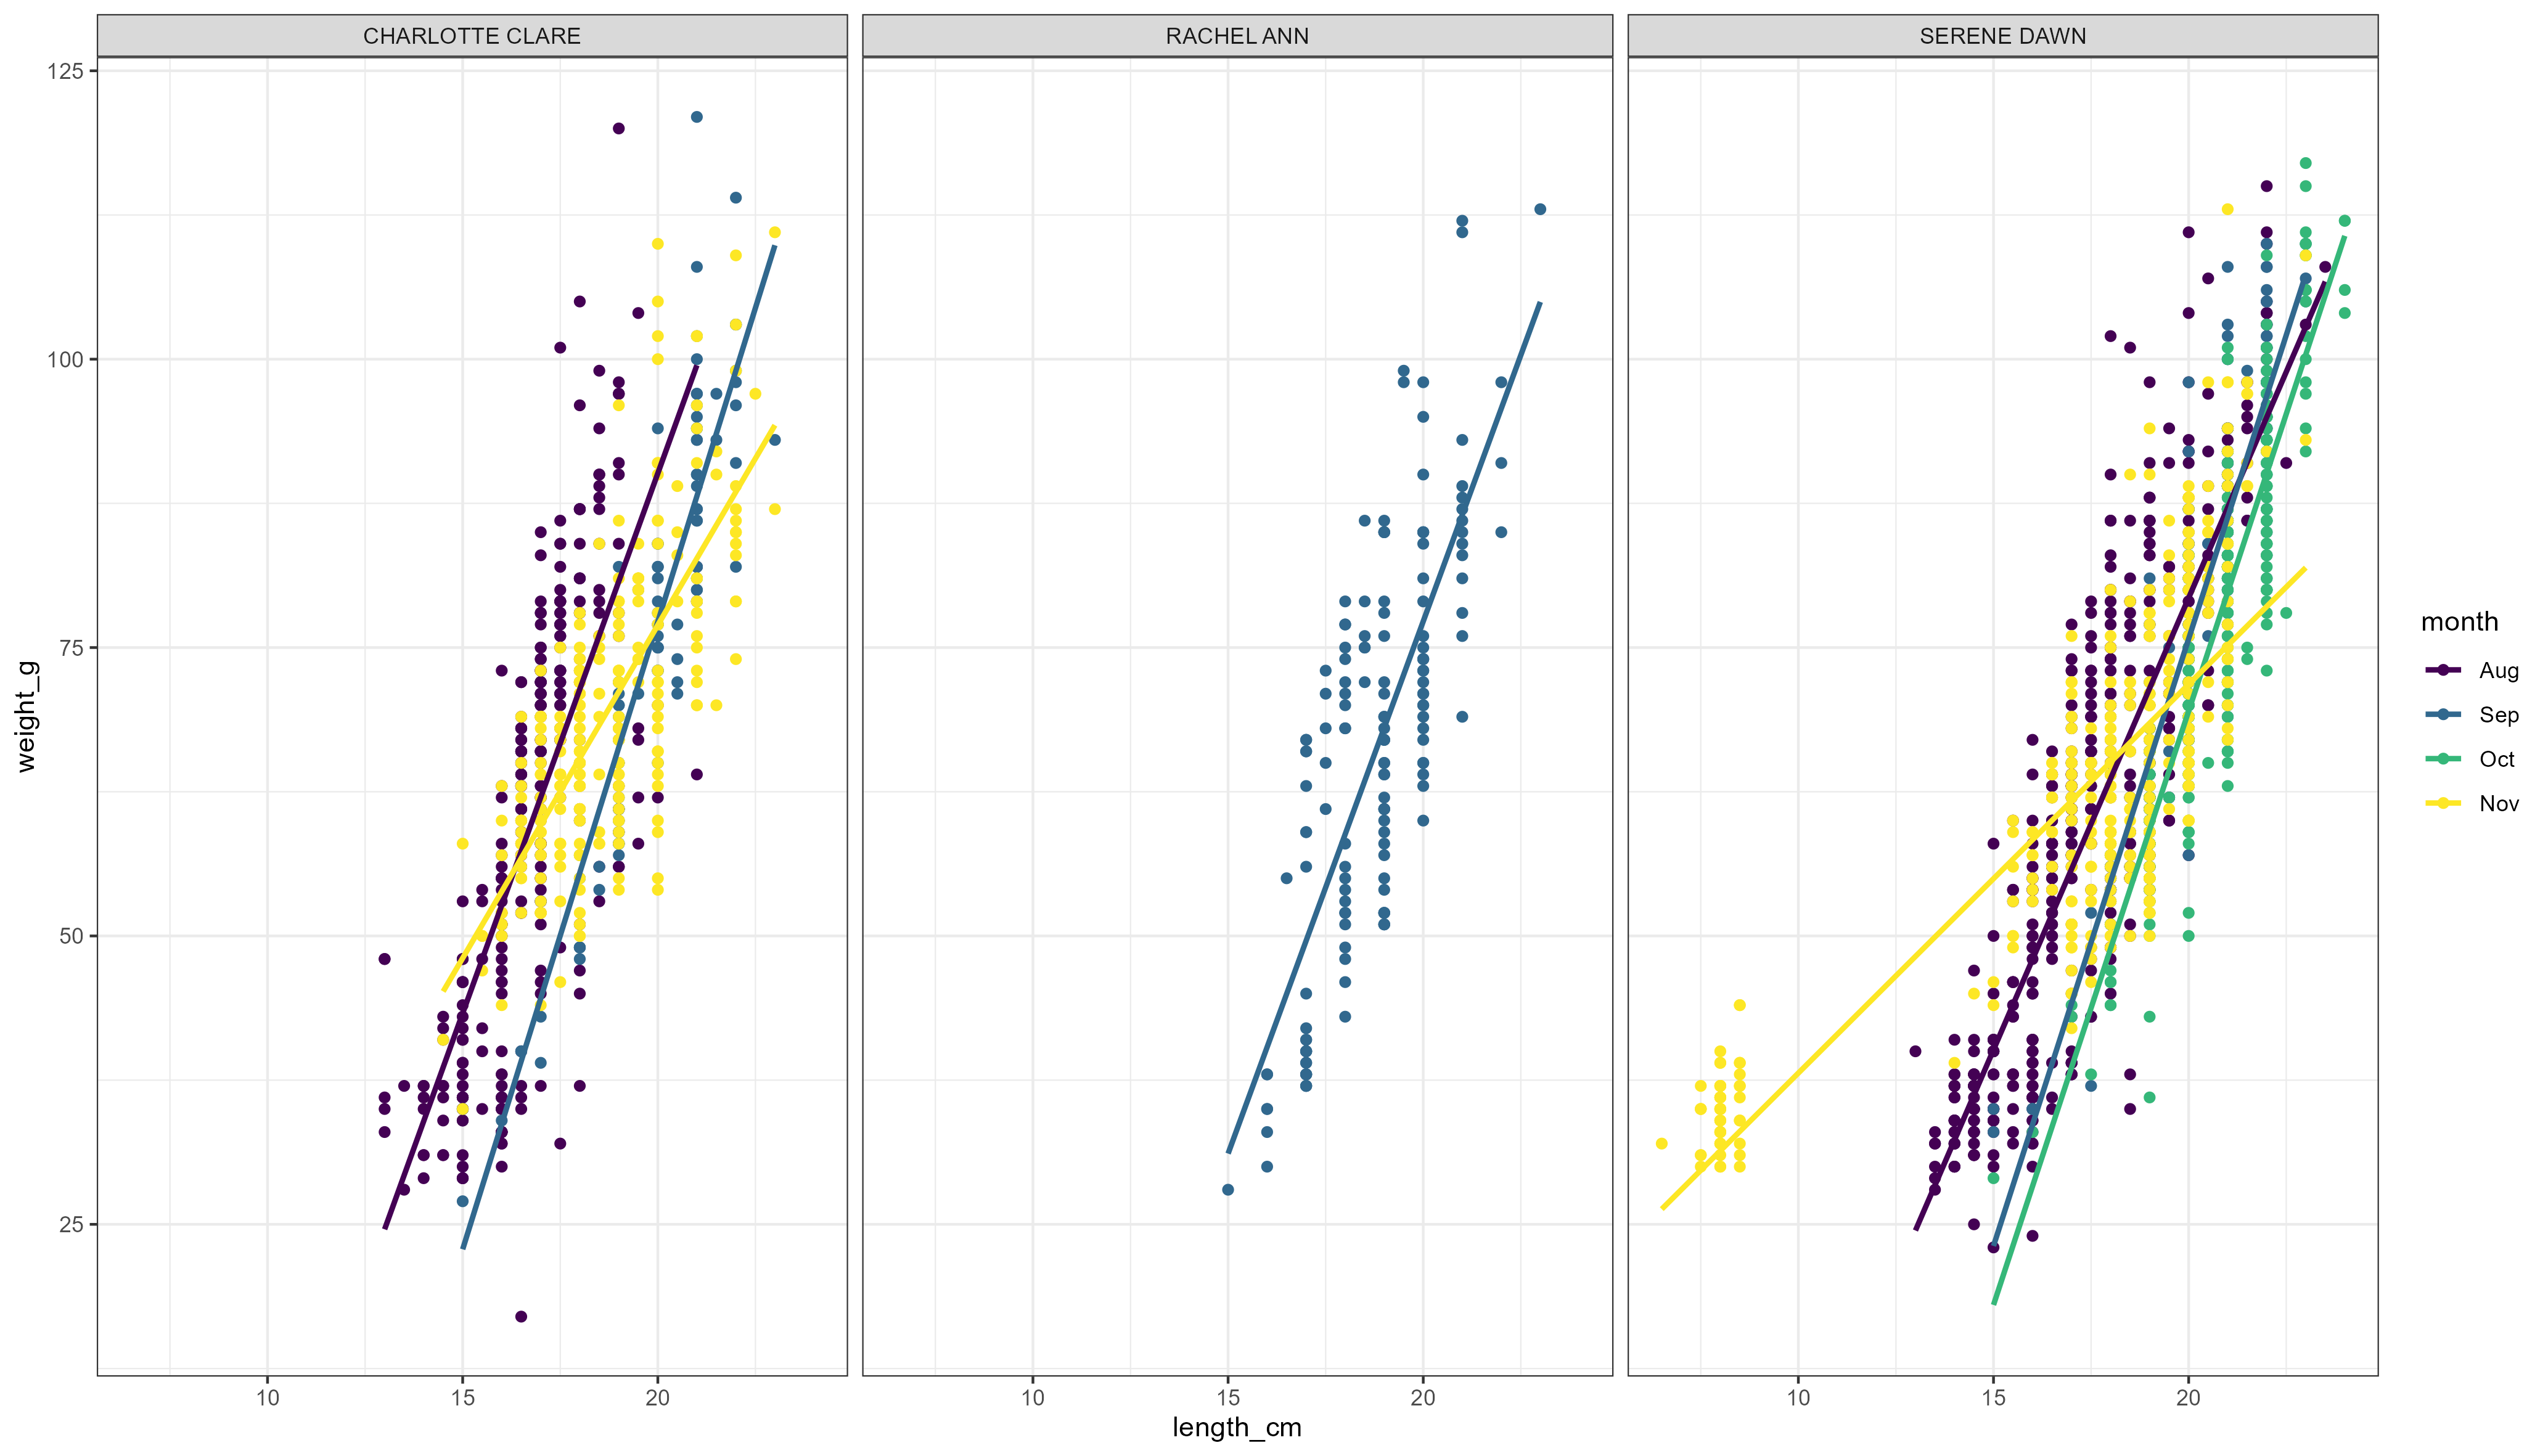 CHARLOTTE CLARE
RACHEL ANN
SERENE DAWN
125
100
75
50
25
weight_g
10
15
20
10
15
20
10
15
20
length_cm
month
Aug
Sep
Oct
Nov